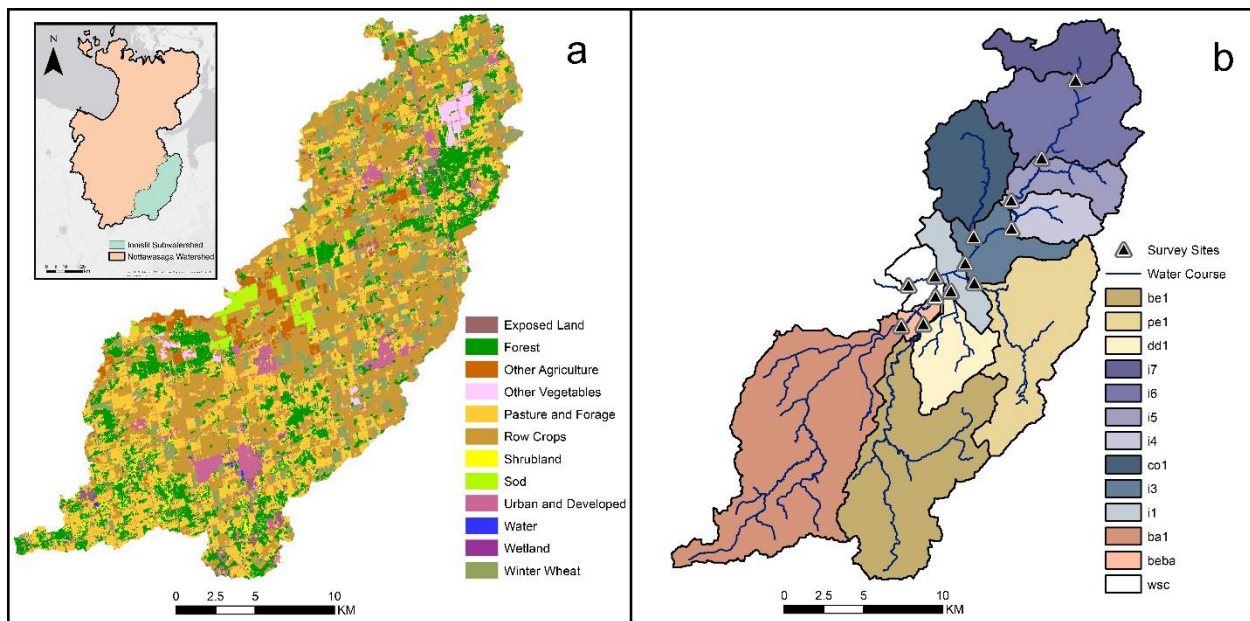 a
N
Innisfil Subwatershed
Nottawasaga Watershed
KM
Exposed Land
Forest
Other Agriculture
Other Vegetables
Pasture and Forage
Row Crops
Shrubland
Sod
Urban and Developed
Water
Wetland
Winter Wheat
0 2.5 5 10
KM
b
Survey Sites
Water Course
be1
pe1
dd1
i7
i6
i5
i4
co1
i3
i1
ba1
beba
wsc
0 2.5 5 10
KM